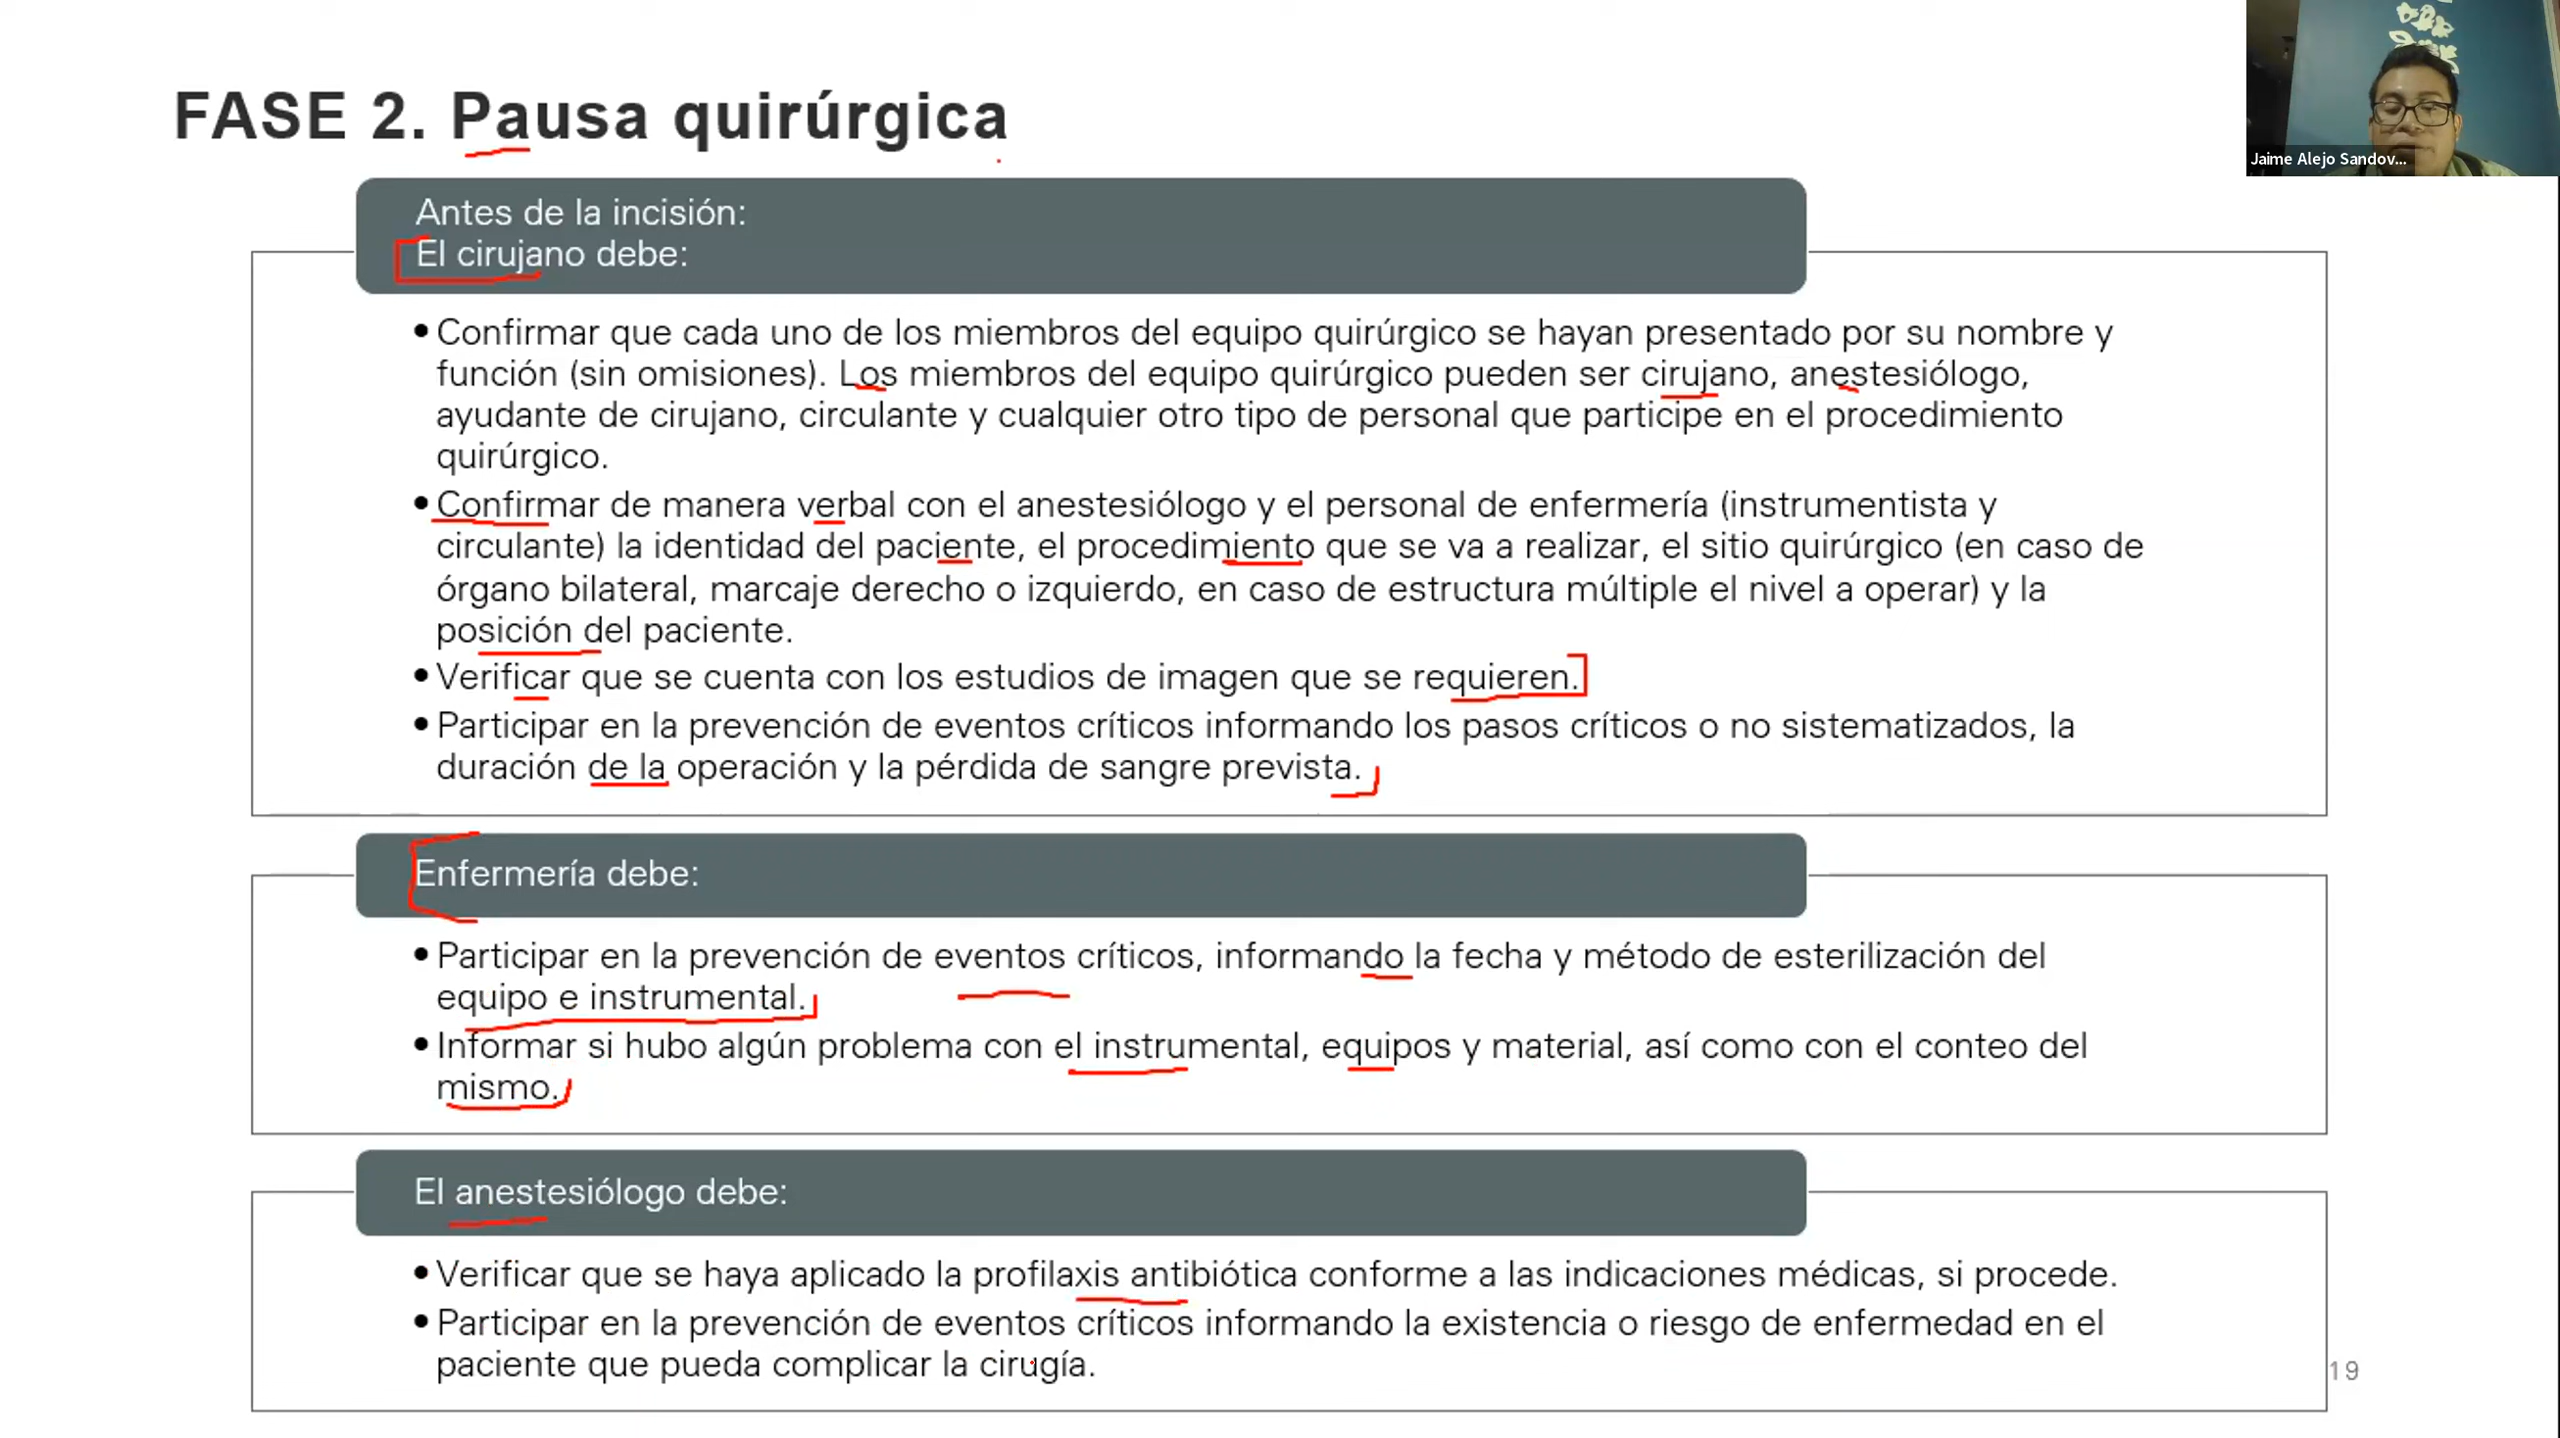 FASE 2. Pausa quirúrgica
Jaime Alejo Sandov...
Antes de la incisión:
El cirujano debe:
•Confirmar que cada uno de los miembros del equipo quirúrgico se hayan presentado por su nombre y
función (sin omisiones). Los miembros del equipo quirúrgico pueden ser cirujano, anestesiólogo,
ayudante de cirujano, circulante y cualquier otro tipo de personal que participe en el procedimiento
quirúrgico.
•Confirmar de manera verbal con el anestesiólogo y el personal de enfermería (instrumentista y
circulante) la identidad del paciente, el procedimiento que se va a realizar, el sitio quirúrgico (en caso de
órgano bilateral, marcaje derecho o izquierdo, en caso de estructura múltiple el nivel a operar) y la
posición del paciente.
•Verificar que se cuenta con los estudios de imagen que se requieren.
•Participar en la prevención de eventos críticos informando los pasos críticos o no sistematizados, la
duración de la operación y la pérdida de sangre prevista.
Enfermería debe:
•Participar en la prevención de eventos críticos, informando la fecha y método de esterilización del
equipo e instrumental.
•Informar si hubo algún problema con el instrumental, equipos y material, así como con el conteo del
mismo.
El anestesiólogo debe:
•Verificar que se haya aplicado la profilaxis antibiótica conforme a las indicaciones médicas, si procede.
•Participar en la prevención de eventos críticos informando la existencia o riesgo de enfermedad en el
paciente que pueda complicar la cirugía.
19